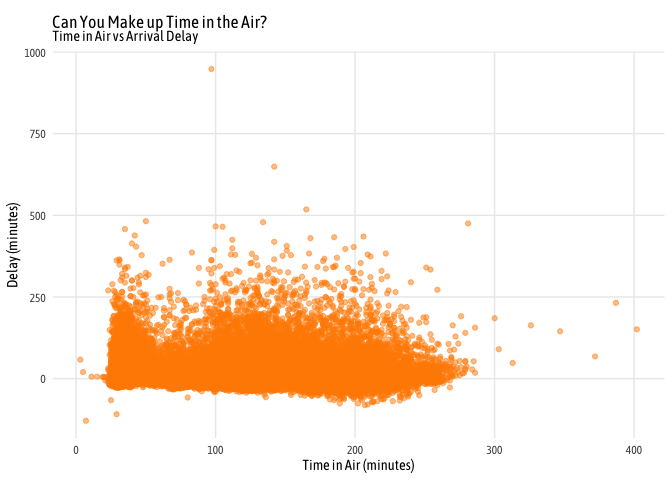 Can You Make up Time in the Air?
Time in Air vs Arrival Delay
1000
750
500
250
0
Delay (minutes)
0 100 200 300 400
Time in Air (minutes)